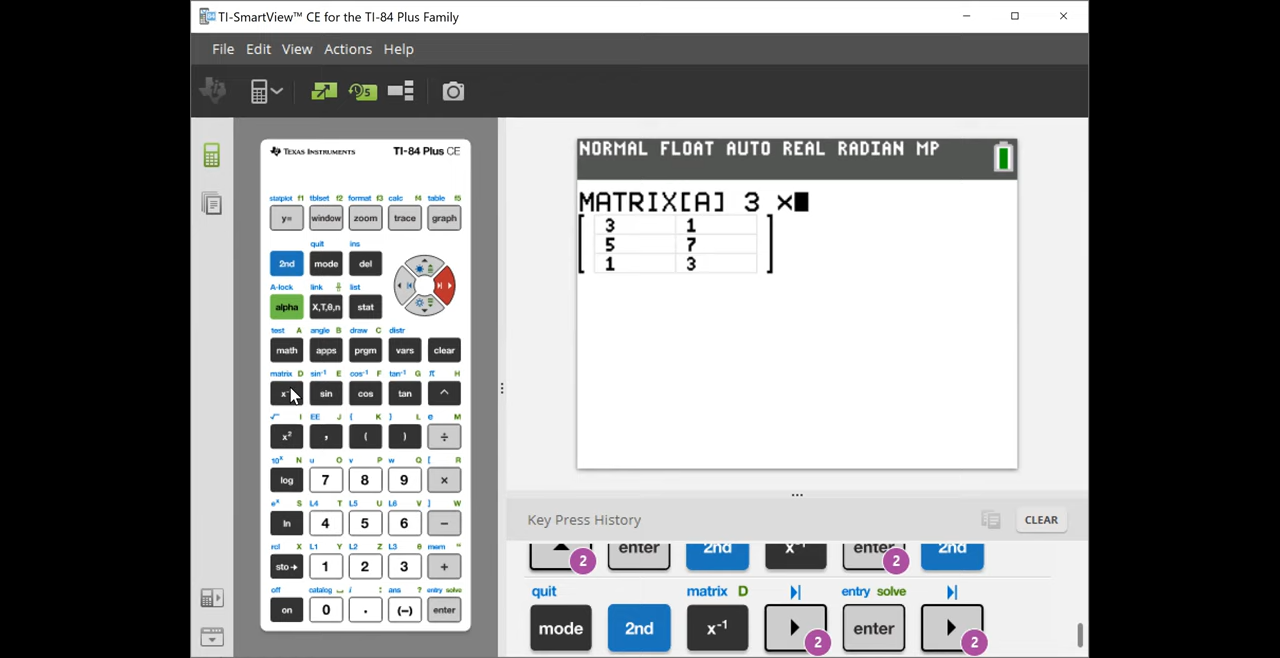 TI-SmartView™ CE for the TI-84 Plus Family
File Edit View Actions Help
TEXAS INSTRUMENTS TI-84 Plus CE
statplot f1 tblset f2 format f3 calc f4 table f5
y= window zoom trace graph
quit ins
2nd mode del
A-lock link list
alpha X,T,θ,n stat
test A angle B draw C distr
math apps prgm vars clear
matrix D sin⁻¹ E cos⁻¹ F tan⁻¹ G π H
sin cos tan ^
√ I EE J { K } L e M
x² , ( ) ÷
10ˣ N u O v P w Q [ R
log 7 8 9 ×
eˣ S L4 T L5 U L6 V ] W
ln 4 5 6 −
rcl X L1 Y L2 Z L3 θ mem "
sto→ 1 2 3 +
off catalog i : ans ? entry solve
on 0 . (−) enter
NORMAL FLOAT AUTO REAL RADIAN MP
MATRIX[A] 3 ×
3 1
5 7
1 3
Key Press History
CLEAR
2 enter 2nd x⁻¹ enter 2 2nd
quit matrix D entry solve
mode 2nd x⁻¹ 2 enter 2